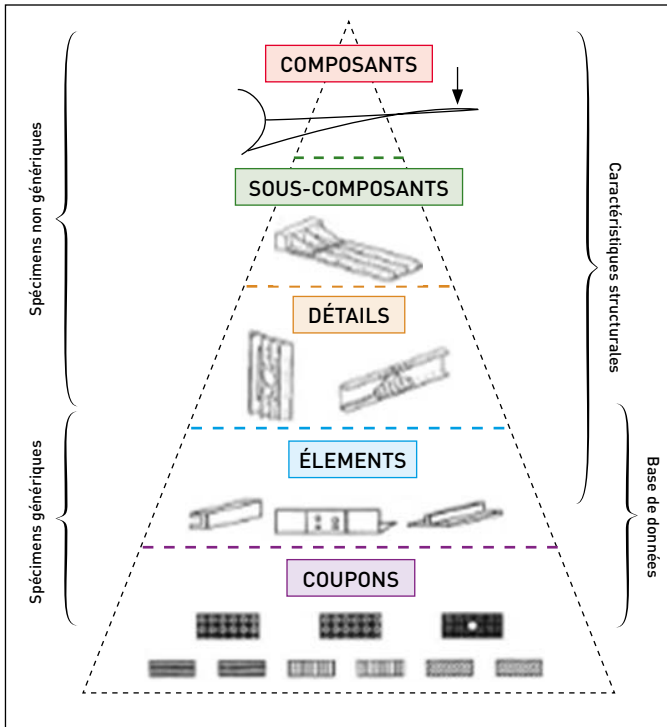 COMPOSANTS
SOUS-COMPOSANTS
DÉTAILS
ÉLEMENTS
COUPONS
Spécimens non génériques
Spécimens génériques
Caractéristiques structurales
Base de données